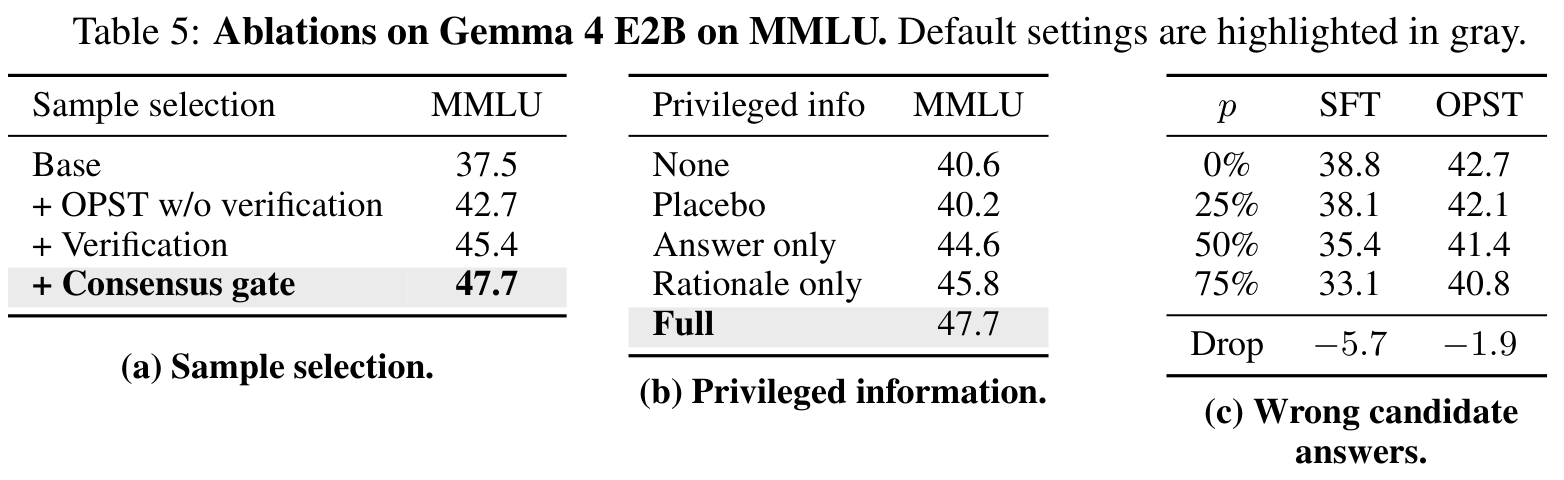 Table 5: Ablations on Gemma 4 E2B on MMLU. Default settings are highlighted in gray.
Sample selection MMLU
Base 37.5
+ OPST w/o verification 42.7
+ Verification 45.4
+ Consensus gate 47.7
(a) Sample selection.
Privileged info MMLU
None 40.6
Placebo 40.2
Answer only 44.6
Rationale only 45.8
Full 47.7
(b) Privileged information.
p SFT OPST
0% 38.8 42.7
25% 38.1 42.1
50% 35.4 41.4
75% 33.1 40.8
Drop −5.7 −1.9
(c) Wrong candidate
answers.